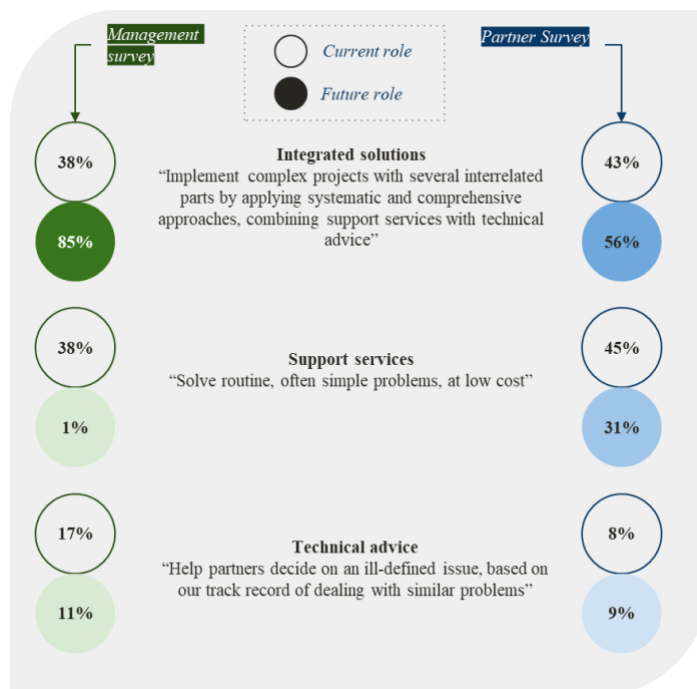 Management
survey
Current role
Future role
Partner Survey
38%
85%
Integrated solutions
“Implement complex projects with several interrelated
parts by applying systematic and comprehensive
approaches, combining support services with technical
advice”
43%
56%
38%
1%
Support services
“Solve routine, often simple problems, at low cost”
45%
31%
17%
11%
Technical advice
“Help partners decide on an ill-defined issue, based on
our track record of dealing with similar problems”
8%
9%